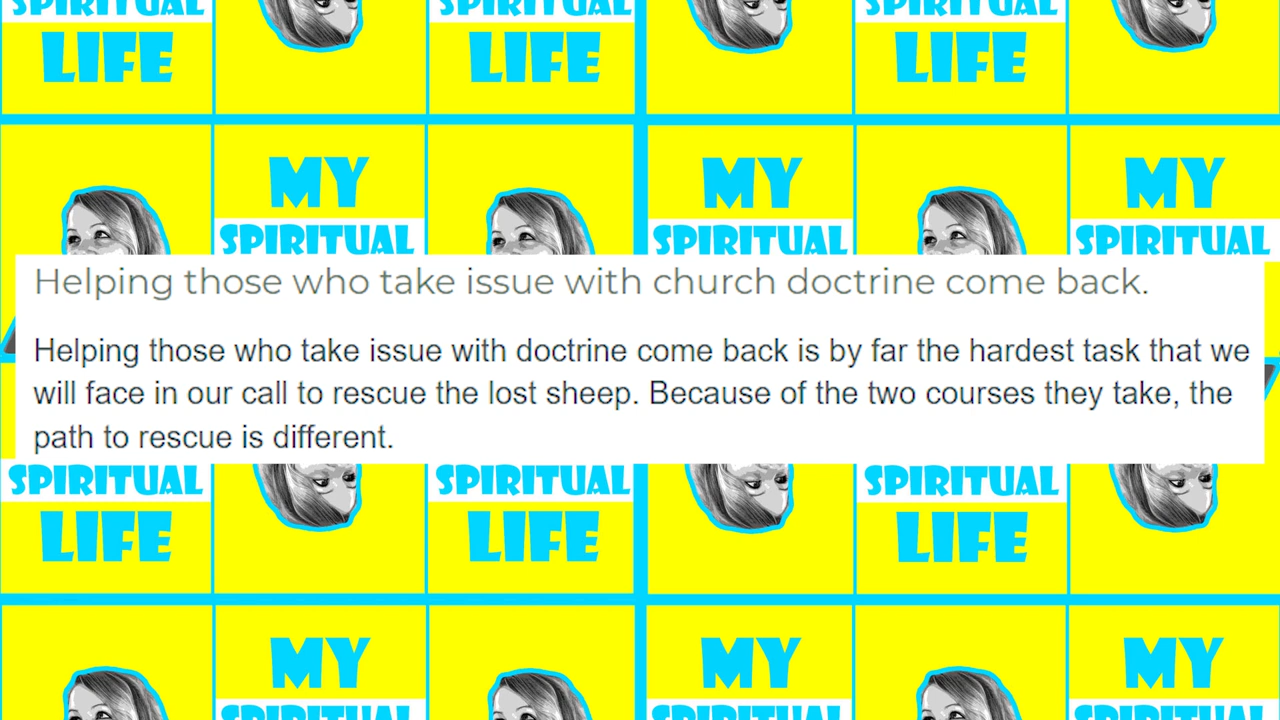 SPIRITUAL SPIRITUAL SPIRITUAL
LIFE LIFE LIFE
MY MY MY
SPIRITUAL SPIRITUAL SPIRITUAL
Helping those who take issue with church doctrine come back.
Helping those who take issue with doctrine come back is by far the hardest task that we
will face in our call to rescue the lost sheep. Because of the two courses they take, the
path to rescue is different.
SPIRITUAL SPIRITUAL SPIRITUAL
LIFE LIFE LIFE
MY MY MY
SPIRITUAL SPIRITUAL SPIRITUAL